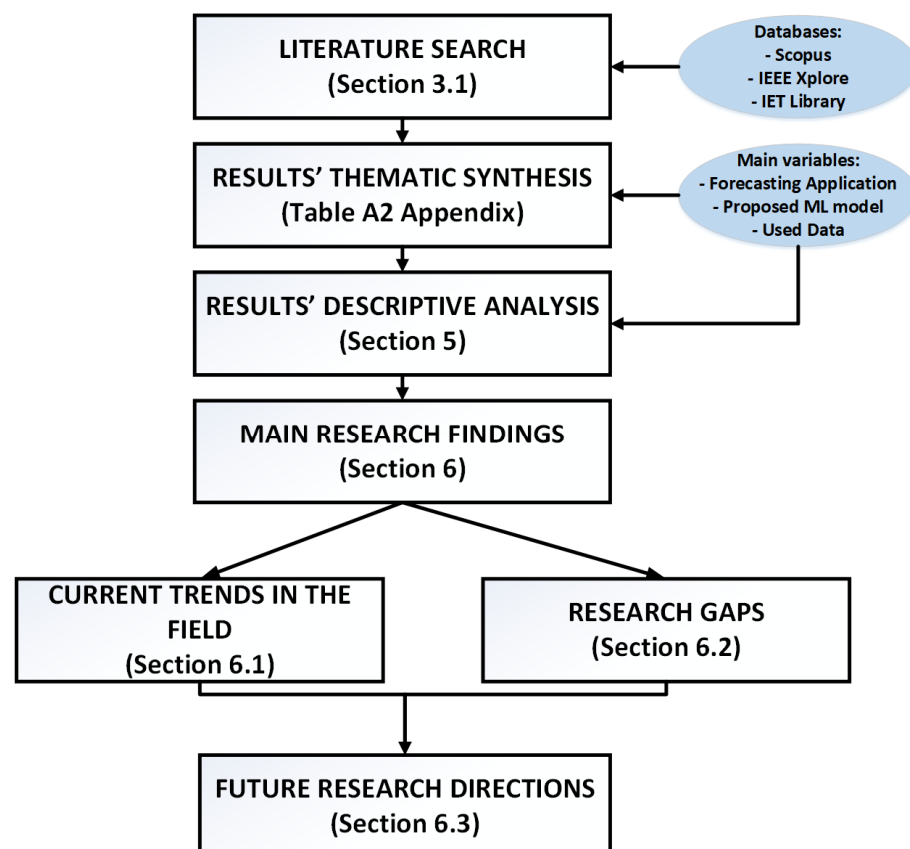 LITERATURE SEARCH
(Section 3.1)
Databases:
- Scopus
- IEEE Xplore
- IET Library
RESULTS’ THEMATIC SYNTHESIS
(Table A2 Appendix)
Main variables:
- Forecasting Application
- Proposed ML model
- Used Data
RESULTS’ DESCRIPTIVE ANALYSIS
(Section 5)
MAIN RESEARCH FINDINGS
(Section 6)
CURRENT TRENDS IN THE
FIELD
(Section 6.1)
RESEARCH GAPS
(Section 6.2)
FUTURE RESEARCH DIRECTIONS
(Section 6.3)